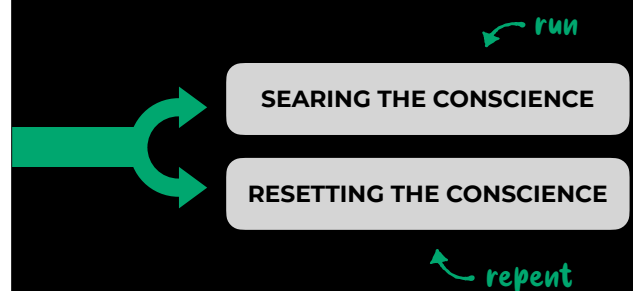 run
SEARING THE CONSCIENCE
RESETTING THE CONSCIENCE
repent